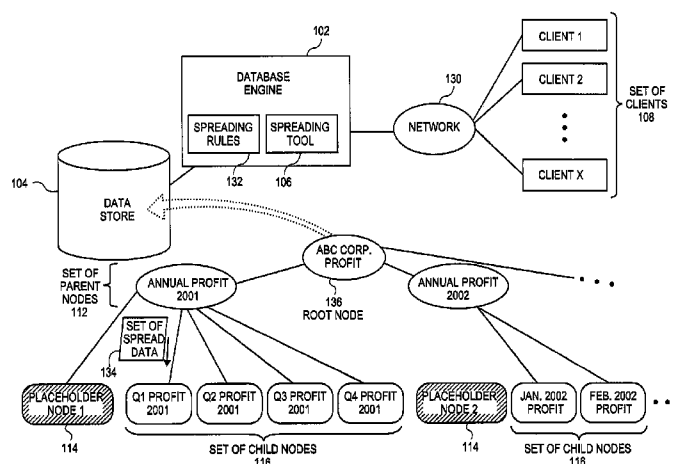 102
DATABASE
ENGINE
SPREADING
RULES
SPREADING
TOOL
132
106
130
NETWORK
CLIENT 1
CLIENT 2
CLIENT X
SET OF
CLIENTS
108
104
DATA
STORE
ABC CORP.
PROFIT
136
ROOT NODE
SET OF
PARENT
NODES
112
ANNUAL PROFIT
2001
ANNUAL PROFIT
2002
SET OF
SPREAD
DATA
134
PLACEHOLDER
NODE 1
114
Q1 PROFIT
2001
Q2 PROFIT
2001
Q3 PROFIT
2001
Q4 PROFIT
2001
SET OF CHILD NODES
116
PLACEHOLDER
NODE 2
114
JAN. 2002
PROFIT
FEB. 2002
PROFIT
SET OF CHILD NODES
116